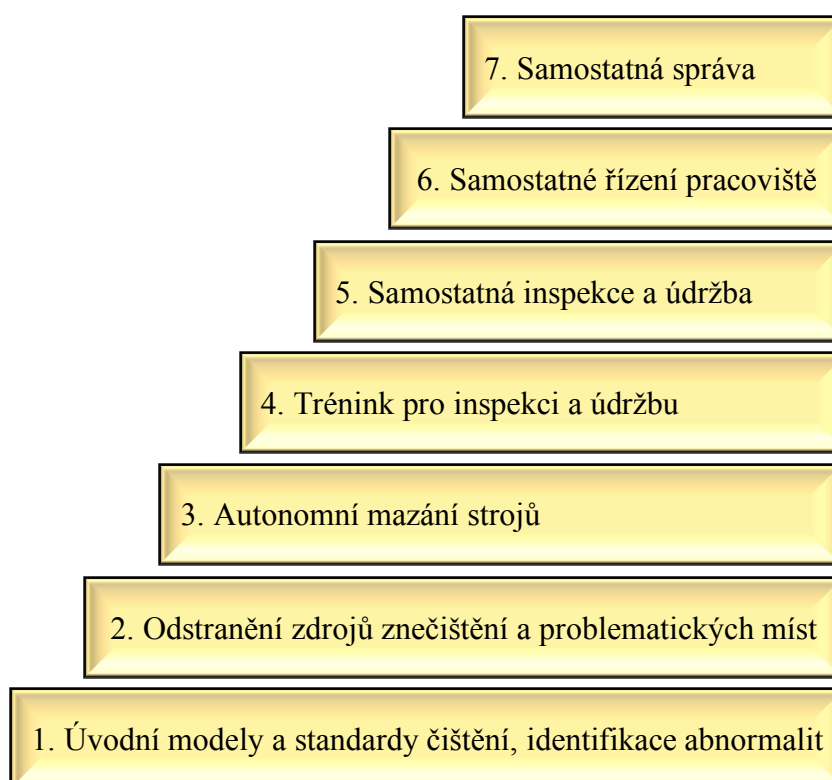 7. Samostatná správa
6. Samostatné řízení pracoviště
5. Samostatná inspekce a údržba
4. Trénink pro inspekci a údržbu
3. Autonomní mazání strojů
2. Odstranění zdrojů znečištění a problematických míst
1. Úvodní modely a standardy čištění, identifikace abnormalit